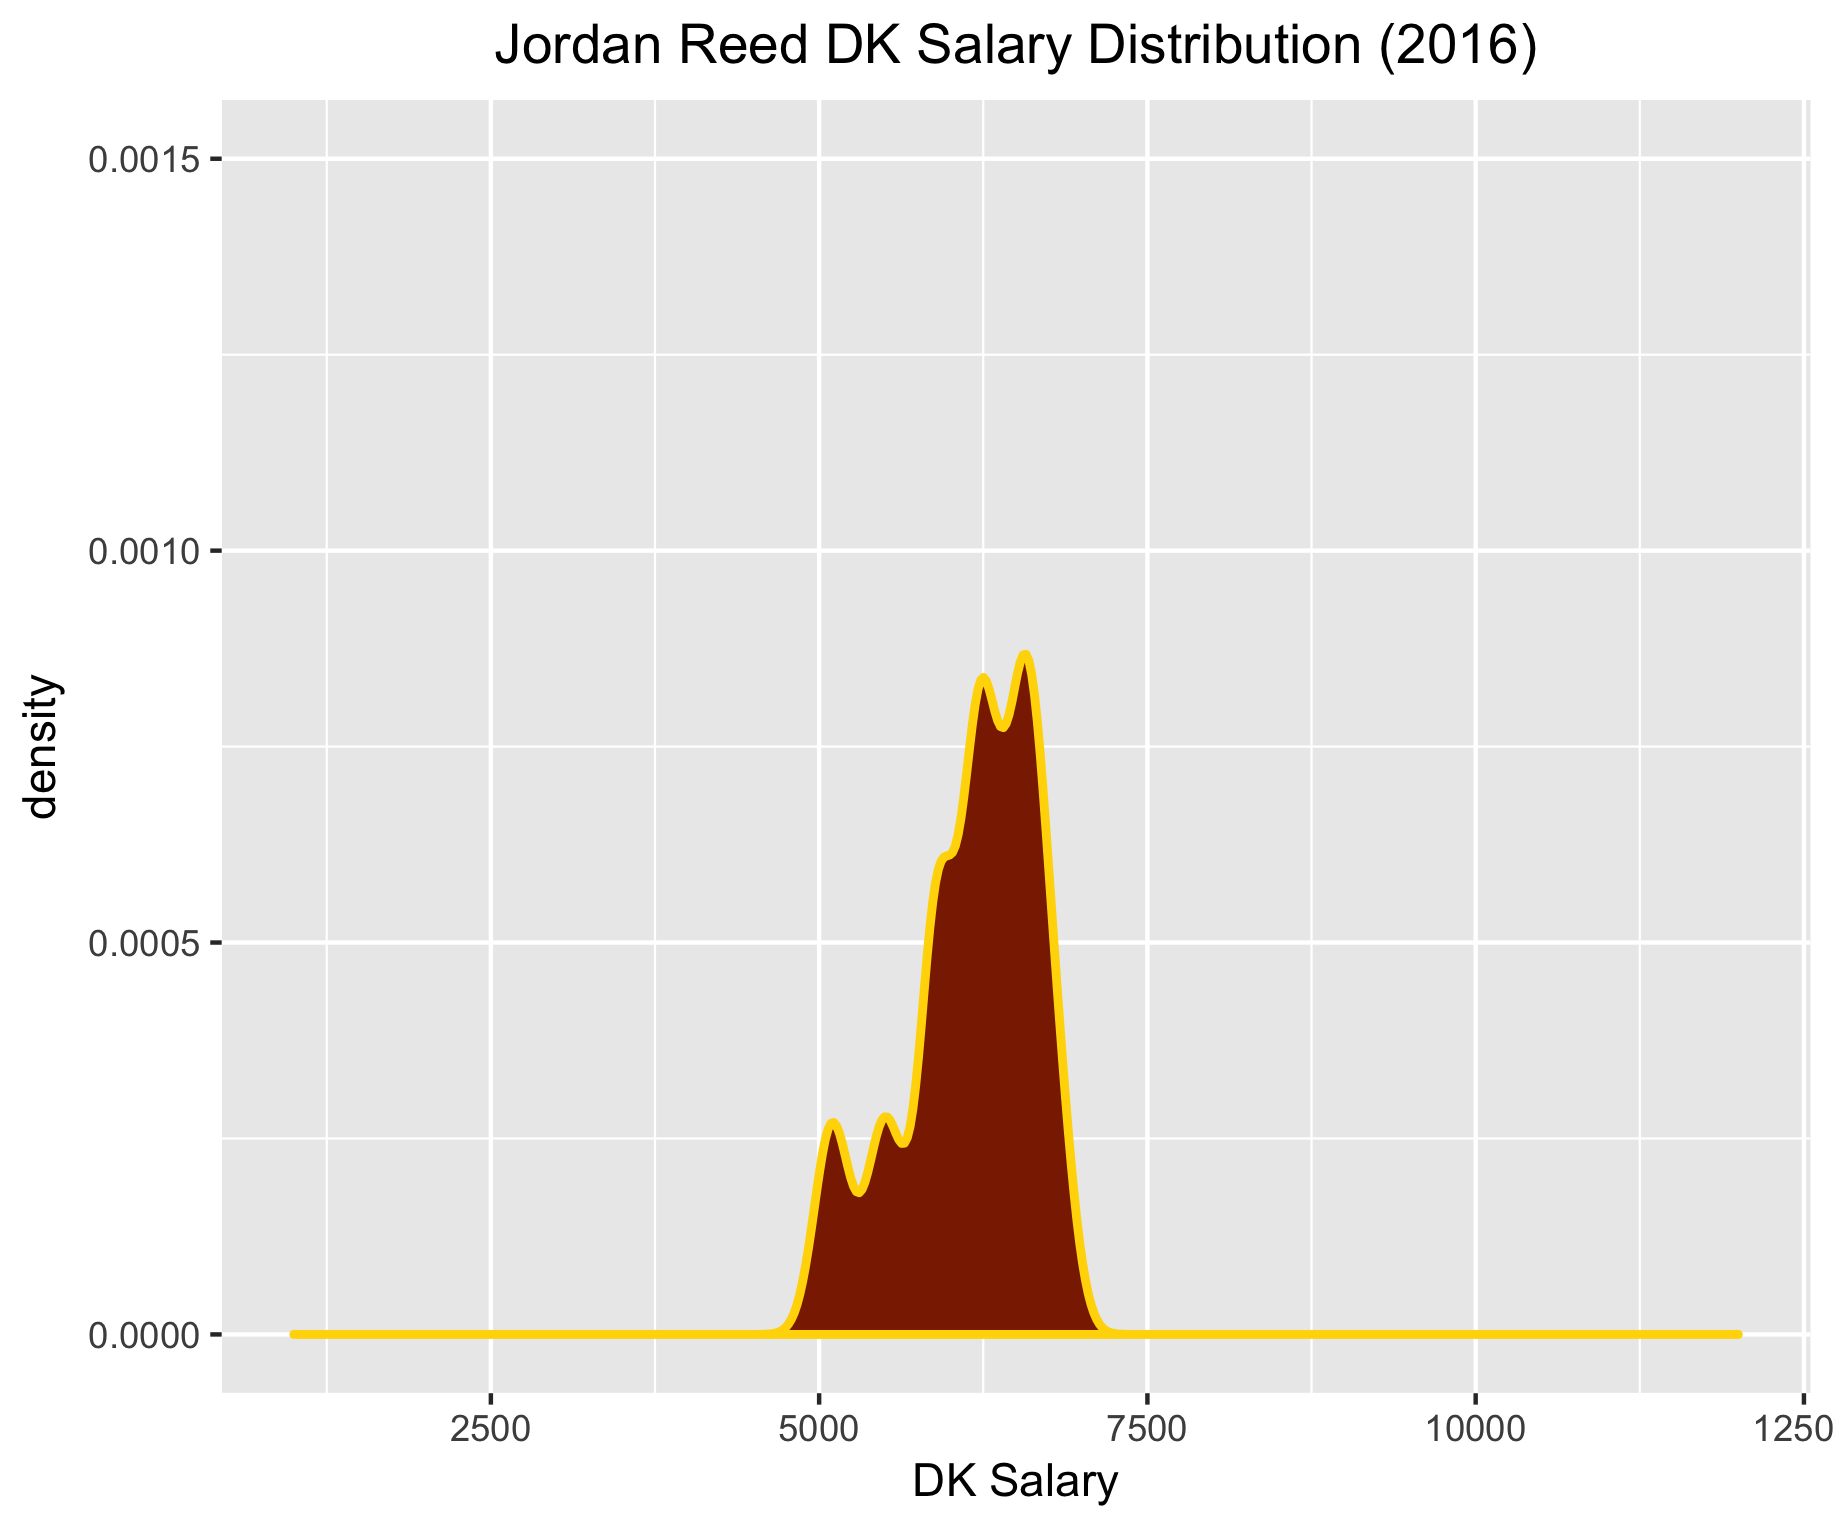 Jordan Reed DK Salary Distribution (2016)
0.0015
0.0010
0.0005
0.0000
density
2500 5000 7500 10000 1250
DK Salary